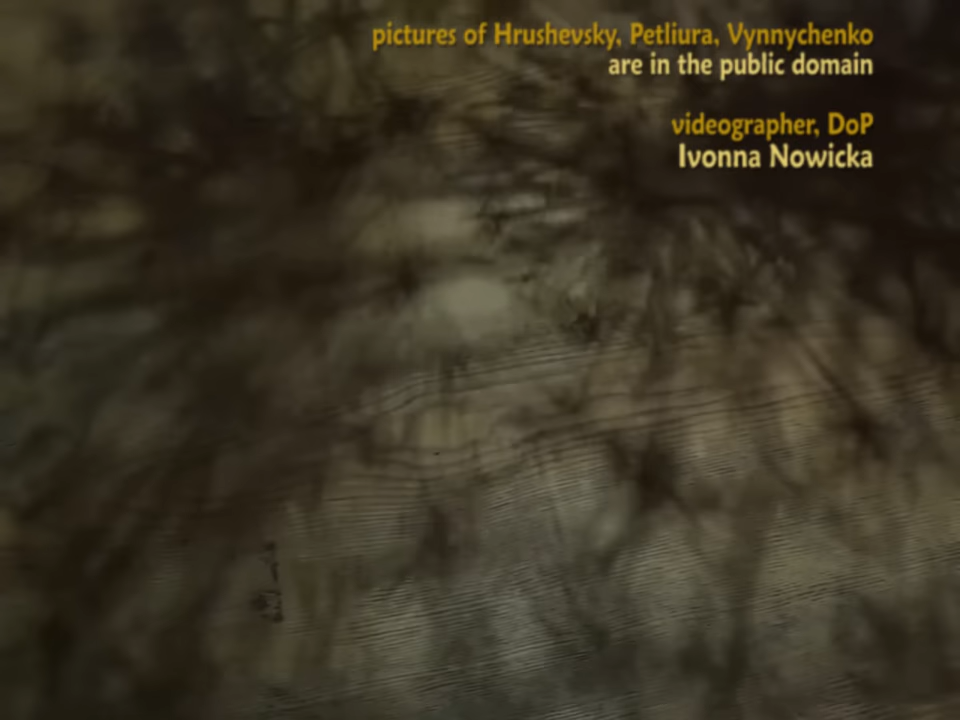 pictures of Hrushevsky, Petliura, Vynnychenko
are in the public domain
videographer, DoP
Ivonna Nowicka